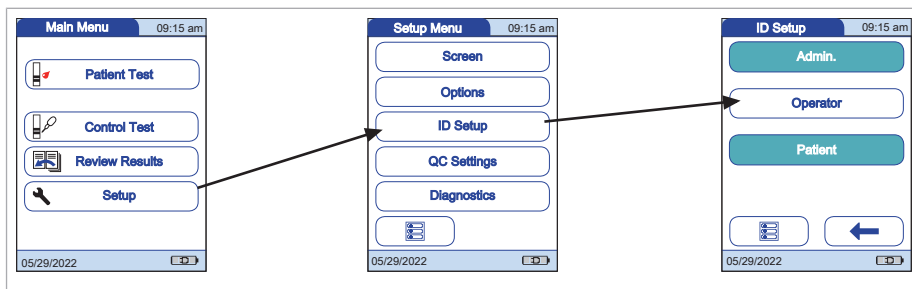 Main Menu 09:15 am
Patient Test
Control Test
Review Results
Setup
05/29/2022
Setup Menu 09:15 am
Screen
Options
ID Setup
QC Settings
Diagnostics
05/29/2022
ID Setup 09:15 am
Admin.
Operator
Patient
05/29/2022